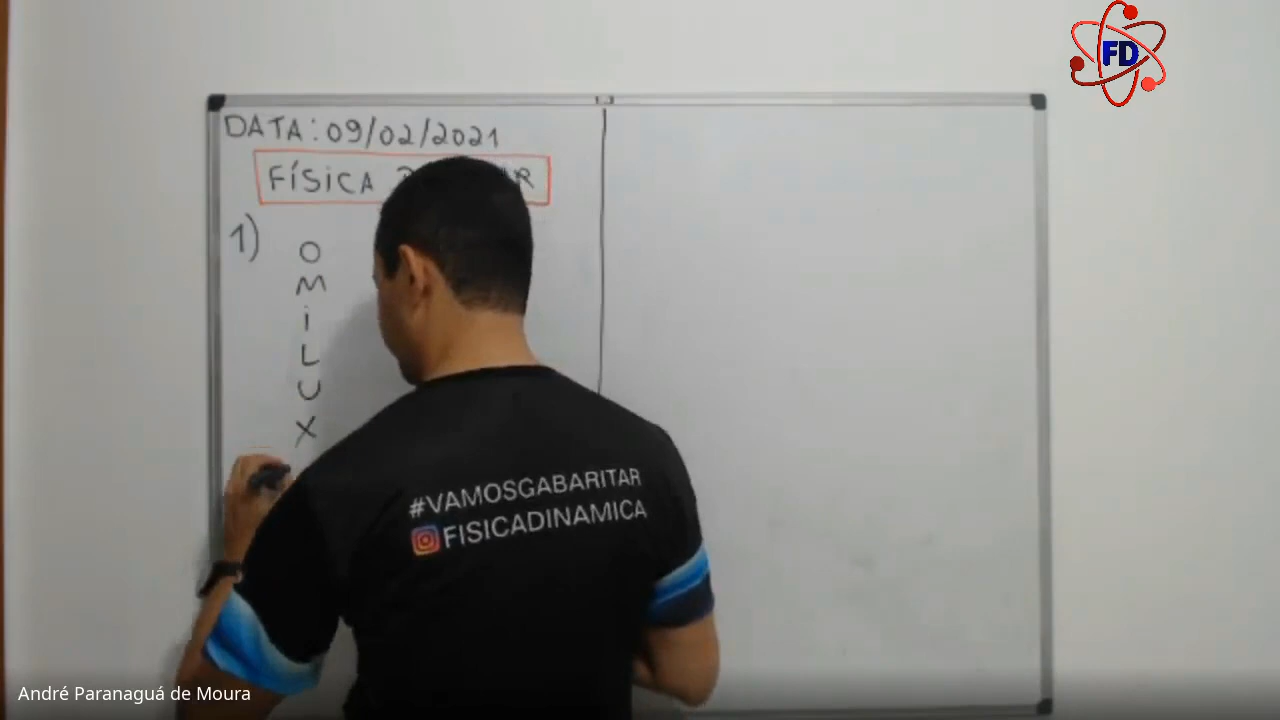 FD
DATA: 09/02/2021
FÍSICA
1)
O
M
i
L
U
X
#VAMOSGABARITAR
FISICADINAMICA
André Paranaguá de Moura